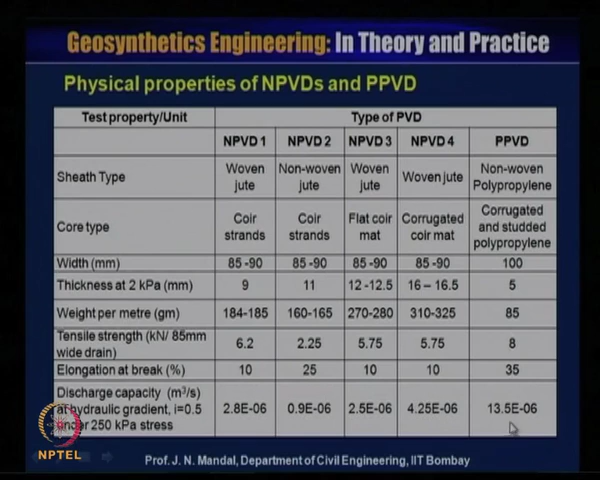 Geosynthetics Engineering: In Theory and Practice
Physical properties of NPVDs and PPVD
Test property/Unit Type of PVD
NPVD 1 NPVD 2 NPVD 3 NPVD 4 PPVD
Sheath Type Woven jute Non-woven jute Woven jute Woven jute Non-woven Polypropylene
Core type Coir strands Coir strands Flat coir mat Corrugated coir mat Corrugated and studded polypropylene
Width (mm) 85 -90 85 -90 85 -90 85 -90 100
Thickness at 2 kPa (mm) 9 11 12 -12.5 16 – 16.5 5
Weight per metre (gm) 184-185 160-165 270-280 310-325 85
Tensile strength (kN/ 85mm wide drain) 6.2 2.25 5.75 5.75 8
Elongation at break (%) 10 25 10 10 35
Discharge capacity (m³/s) at hydraulic gradient, i=0.5 under 250 kPa stress 2.8E-06 0.9E-06 2.5E-06 4.25E-06 13.5E-06
NPTEL
Prof. J. N. Mandal, Department of Civil Engineering, IIT Bombay